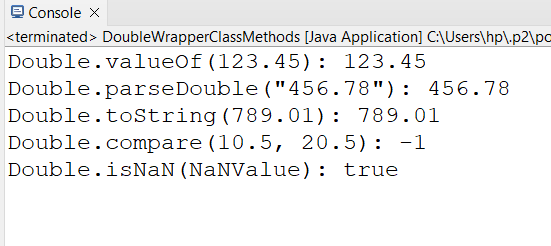 Console ×
<terminated> DoubleWrapperClassMethods [Java Application] C:\Users\hp\.p2\po
Double.valueOf(123.45): 123.45
Double.parseDouble("456.78"): 456.78
Double.toString(789.01): 789.01
Double.compare(10.5, 20.5): -1
Double.isNaN(NaNValue): true